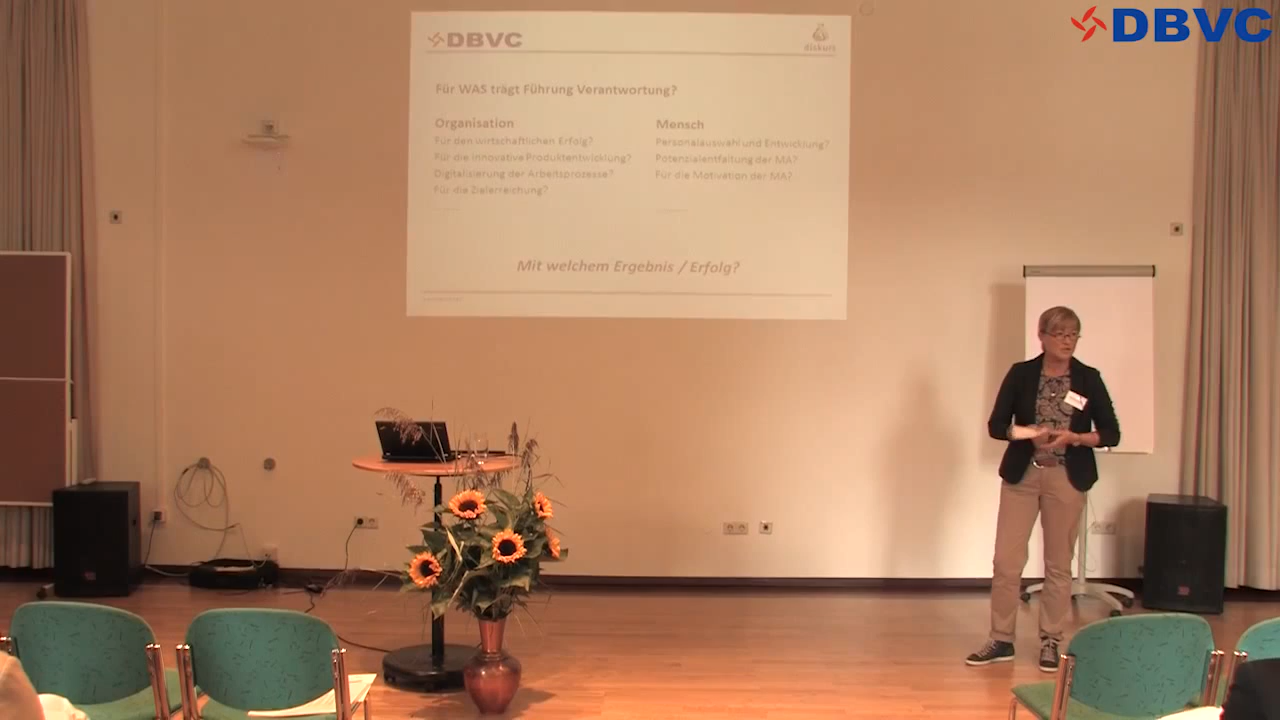 DBVC
DBVC
diskurs
Für WAS trägt Führung Verantwortung?
Organisation
Für den wirtschaftlichen Erfolg?
Für die innovative Produktentwicklung?
Digitalisierung der Arbeitsprozesse?
Für die Zielerreichung?
Mensch
Personalauswahl und Entwicklung?
Potenzialentfaltung der MA?
Für die Motivation der MA?
Mit welchem Ergebnis / Erfolg?